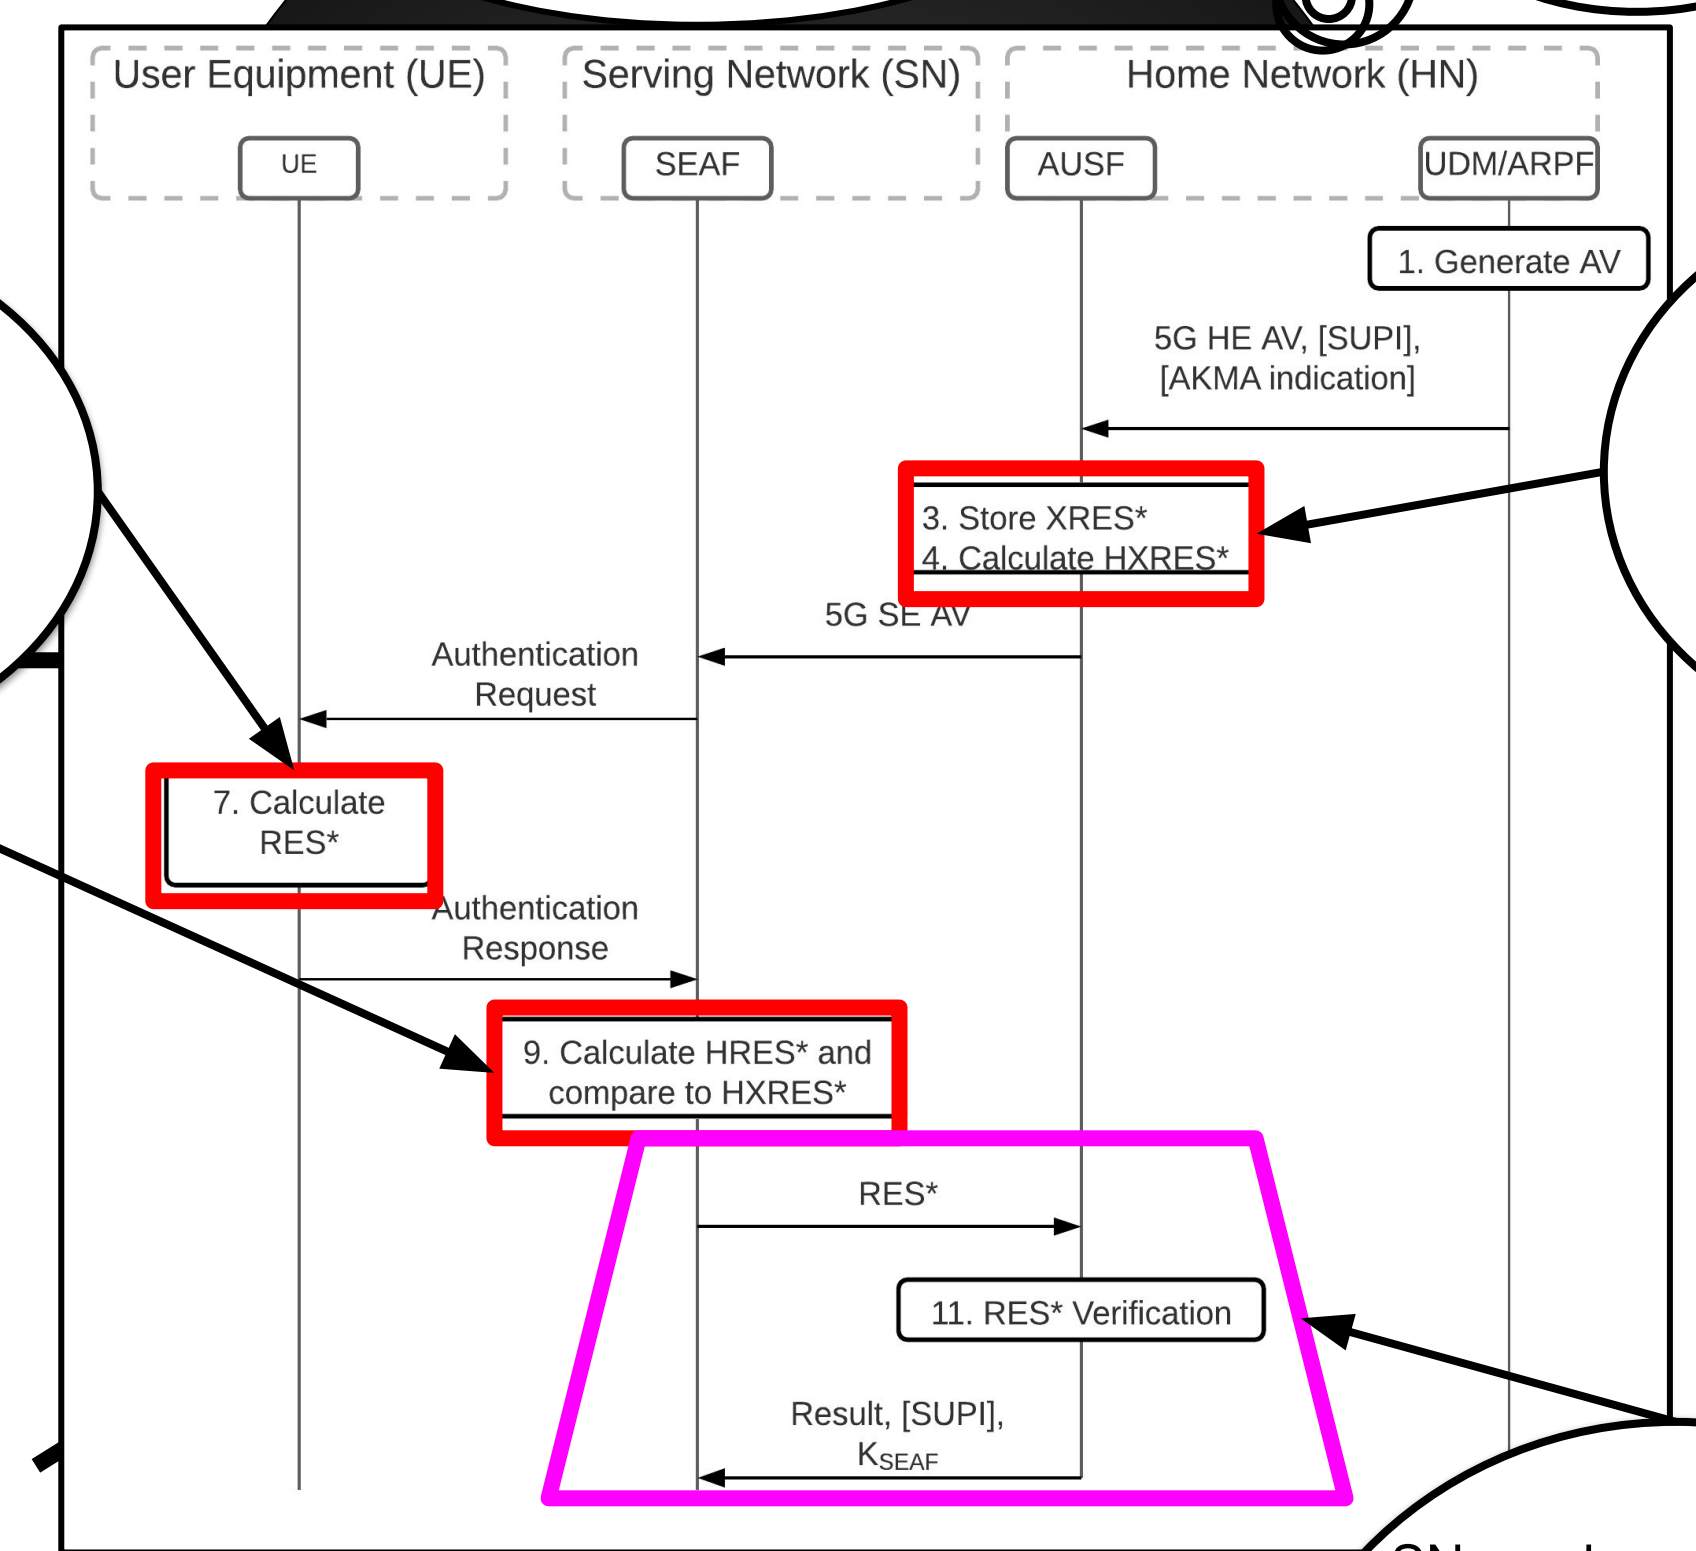 User Equipment (UE)
Serving Network (SN)
Home Network (HN)
UE
SEAF
AUSF
UDM/ARPF
1. Generate AV
5G HE AV, [SUPI],
[AKMA indication]
3. Store XRES*
4. Calculate HXRES*
5G SE AV
Authentication
Request
7. Calculate
RES*
Authentication
Response
9. Calculate HRES* and
compare to HXRES*
RES*
11. RES* Verification
Result, [SUPI],
KSEAF